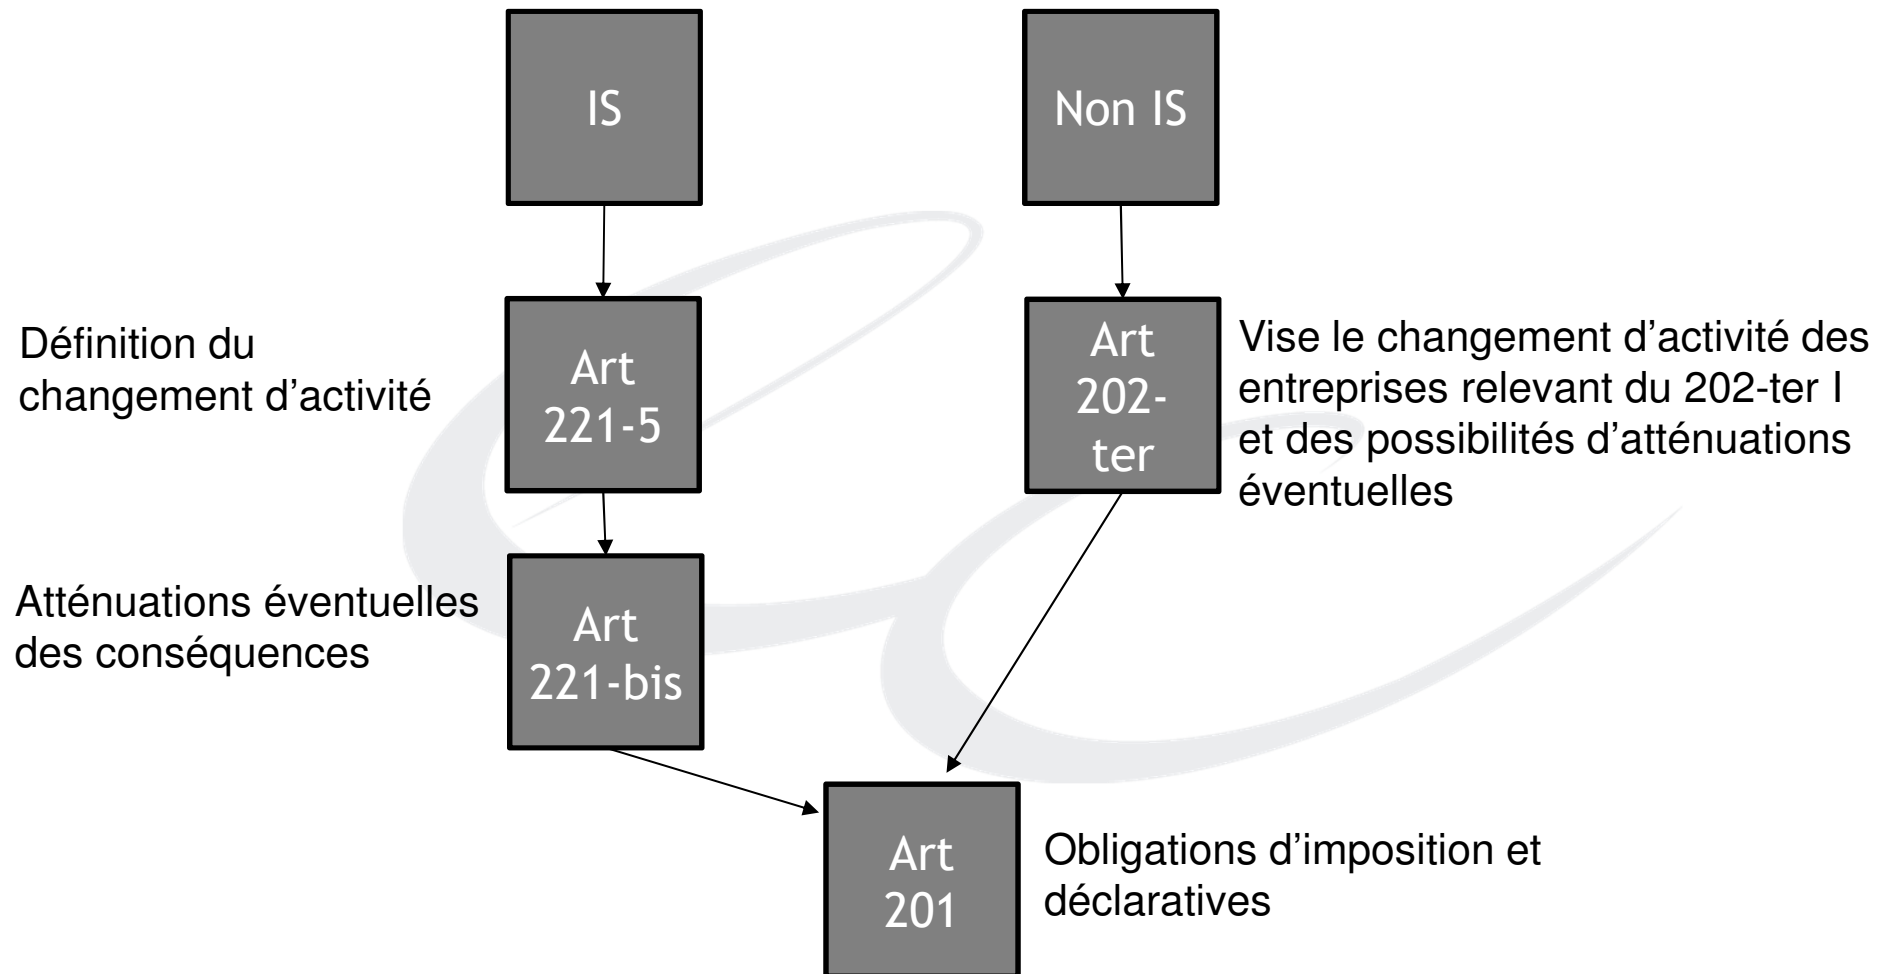 IS
Non IS
Définition du
changement d’activité
Art
221-5
Art
202-
ter
Vise le changement d’activité des
entreprises relevant du 202-ter I
et des possibilités d’atténuations
éventuelles
Atténuations éventuelles
des conséquences
Art
221-bis
Art
201
Obligations d’imposition et
déclaratives